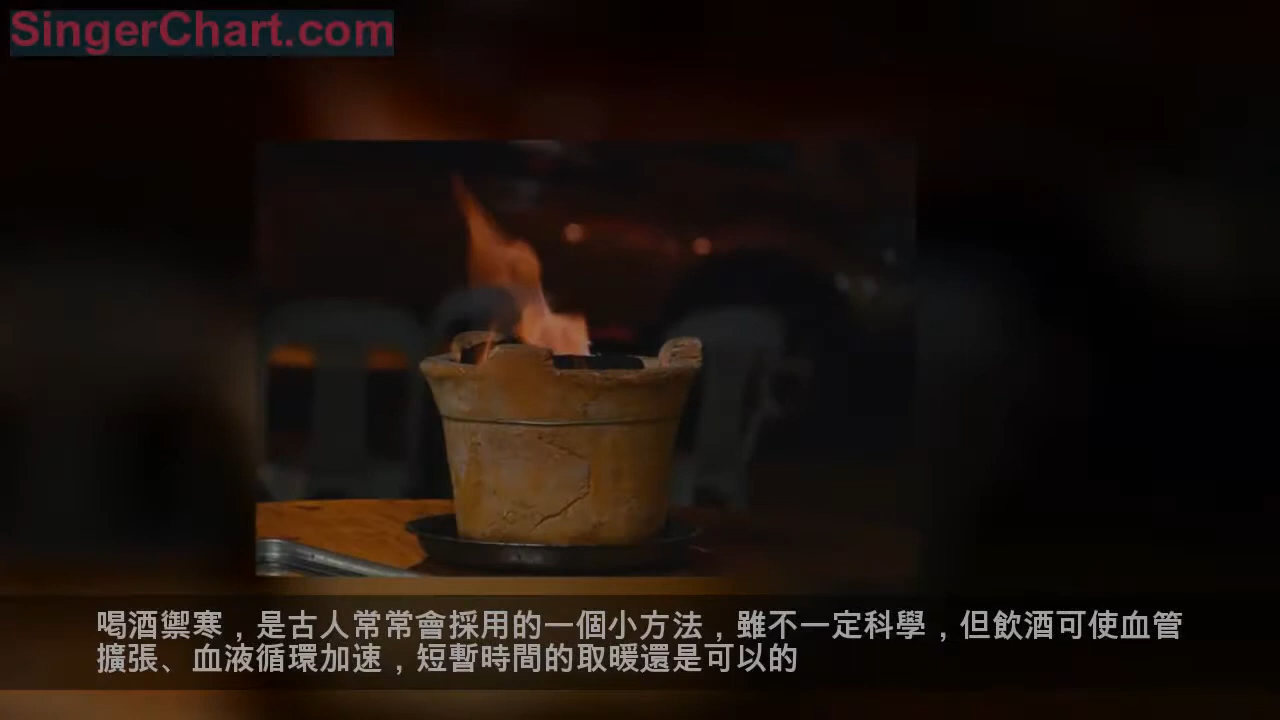 SingerChart.com
喝酒禦寒，是古人常常會採用的一個小方法，雖不一定科學，但飲酒可使血管
擴張、血液循環加速，短暫時間的取暖還是可以的